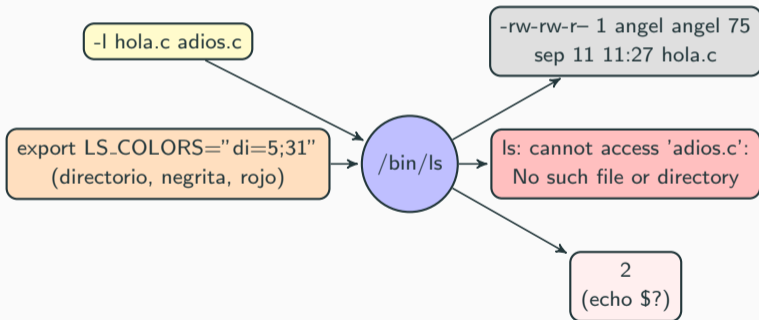 -l hola.c adios.c
export LS_COLORS="di=5;31"
(directorio, negrita, rojo)
/bin/ls
-rw-rw-r– 1 angel angel 75
sep 11 11:27 hola.c
ls: cannot access 'adios.c':
No such file or directory
2
(echo $?)